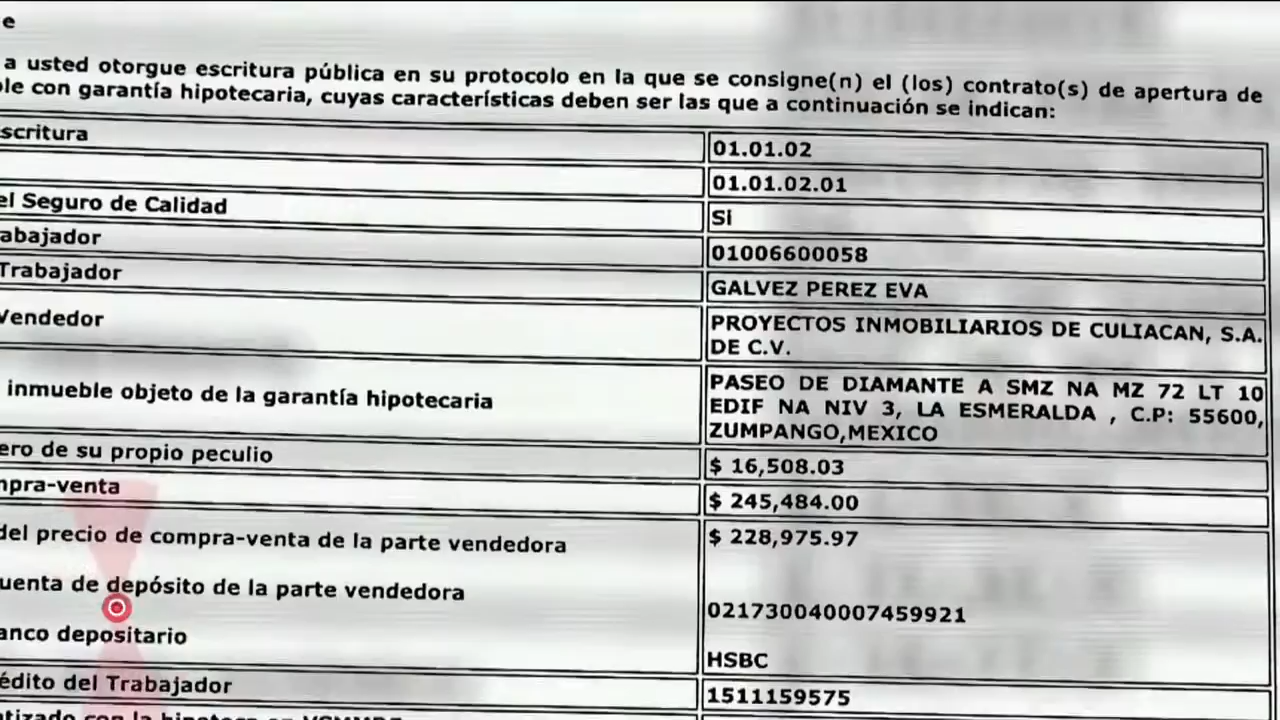 e
a usted otorgue escritura pública en su protocolo en la que se consigne(n) el (los) contrato(s) de apertura de
ble con garantía hipotecaria, cuyas características deben ser las que a continuación se indican:
scritura 01.01.02
01.01.02.01
el Seguro de Calidad SI
abajador 01006600058
Trabajador GALVEZ PEREZ EVA
Vendedor PROYECTOS INMOBILIARIOS DE CULIACAN, S.A.
DE C.V.
inmueble objeto de la garantía hipotecaria PASEO DE DIAMANTE A SMZ NA MZ 72 LT 10
EDIF NA NIV 3, LA ESMERALDA , C.P: 55600,
ZUMPANGO,MEXICO
ero de su propio peculio $ 16,508.03
mpra-venta $ 245,484.00
del precio de compra-venta de la parte vendedora $ 228,975.97
uenta de depósito de la parte vendedora 021730040007459921
anco depositario HSBC
édito del Trabajador 1511159575